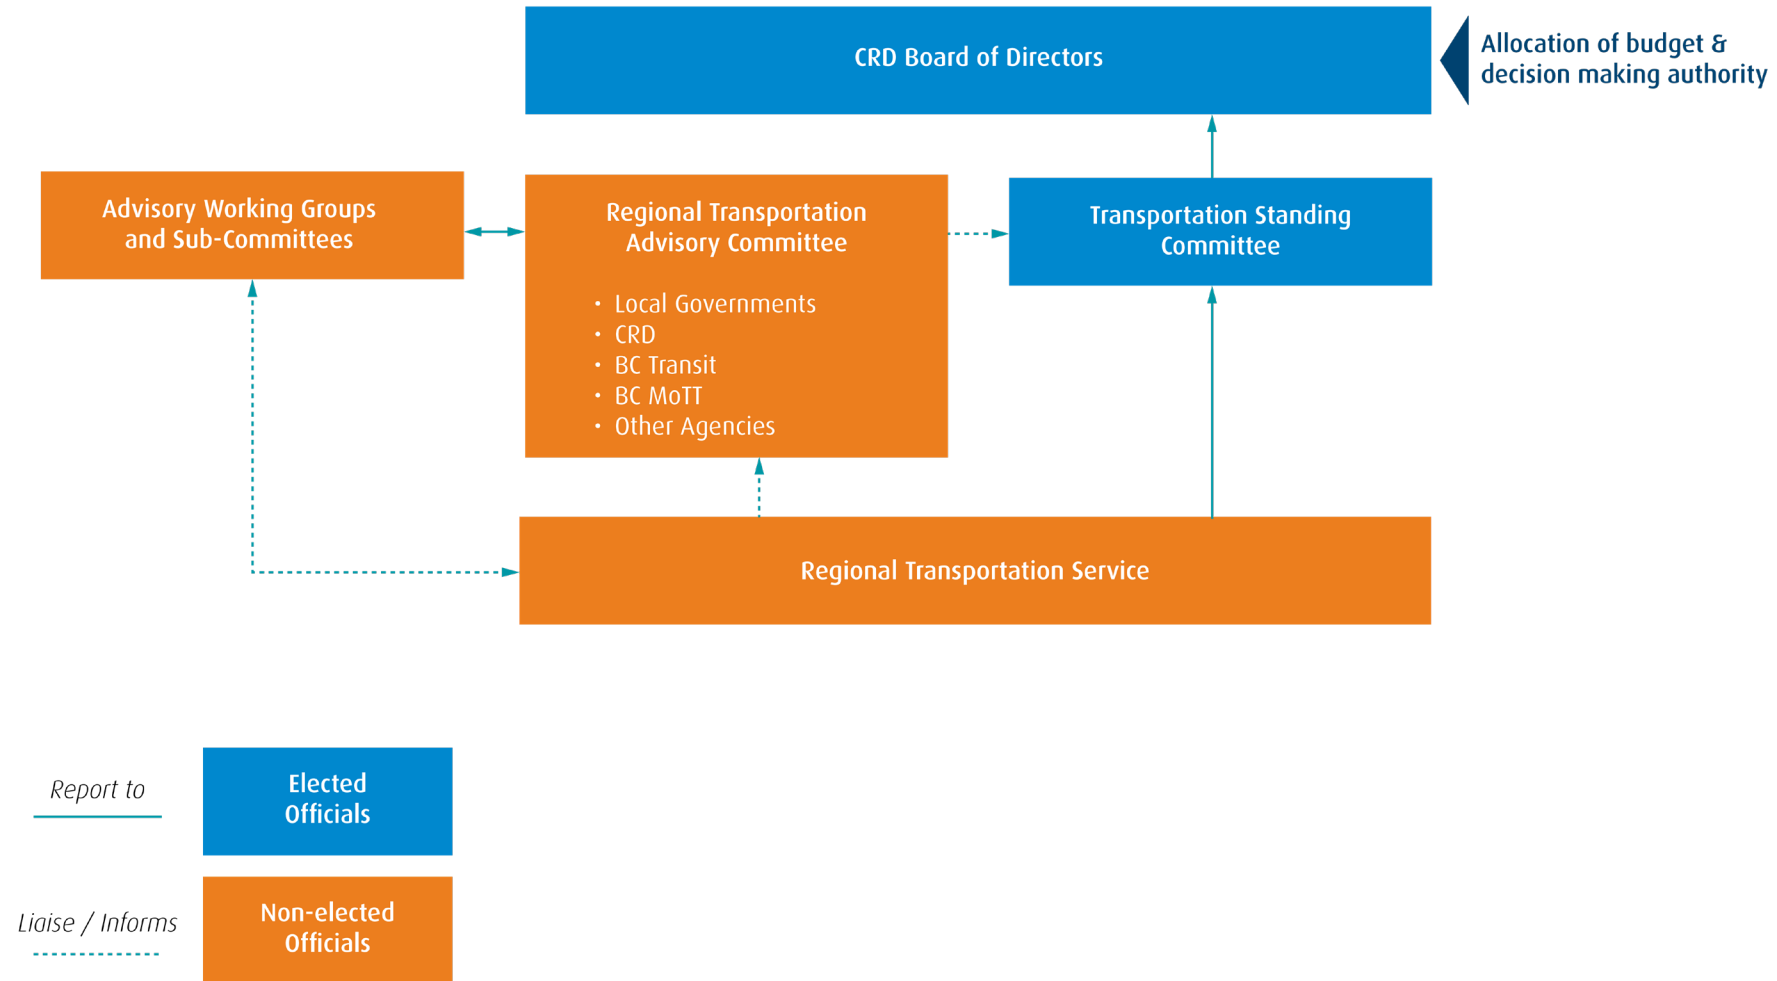 CRD Board of Directors
Allocation of budget &
decision making authority
Advisory Working Groups
and Sub-Committees
Regional Transportation
Advisory Committee
• Local Governments
• CRD
• BC Transit
• BC MoTT
• Other Agencies
Transportation Standing
Committee
Regional Transportation Service
Report to
Elected
Officials
Liaise / Informs
Non-elected
Officials